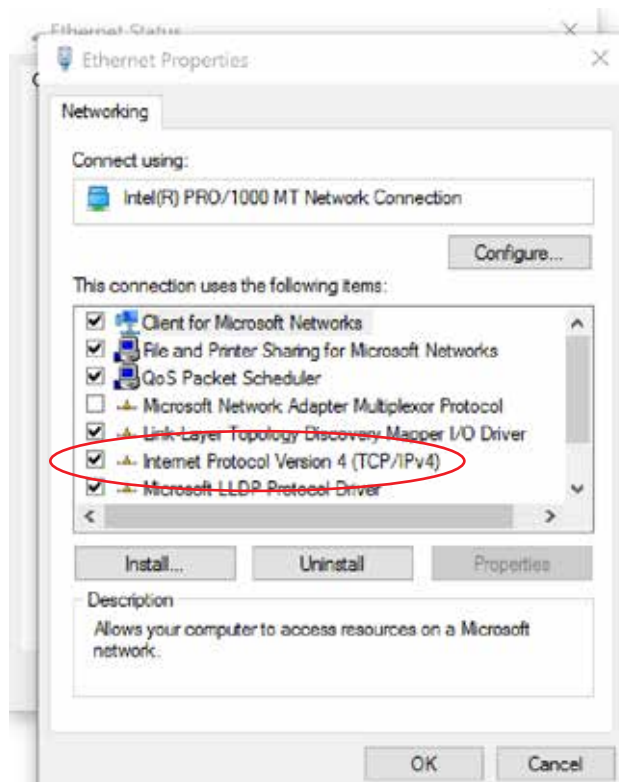 Ethernet Status
Ethernet Properties
Networking
Connect using:
Intel(R) PRO/1000 MT Network Connection
Configure...
This connection uses the following items:
Client for Microsoft Networks
File and Printer Sharing for Microsoft Networks
QoS Packet Scheduler
Microsoft Network Adapter Multiplexor Protocol
Link-Layer Topology Discovery Mapper I/O Driver
Internet Protocol Version 4 (TCP/IPv4)
Microsoft LLDP Protocol Driver
Install...
Uninstall
Properties
Description
Allows your computer to access resources on a Microsoft
network.
OK
Cancel